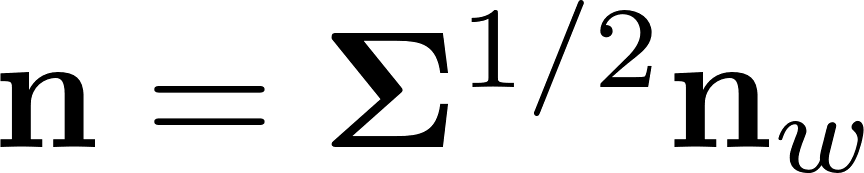 𝐧 = 𝚺^{1/2} 𝐧_w